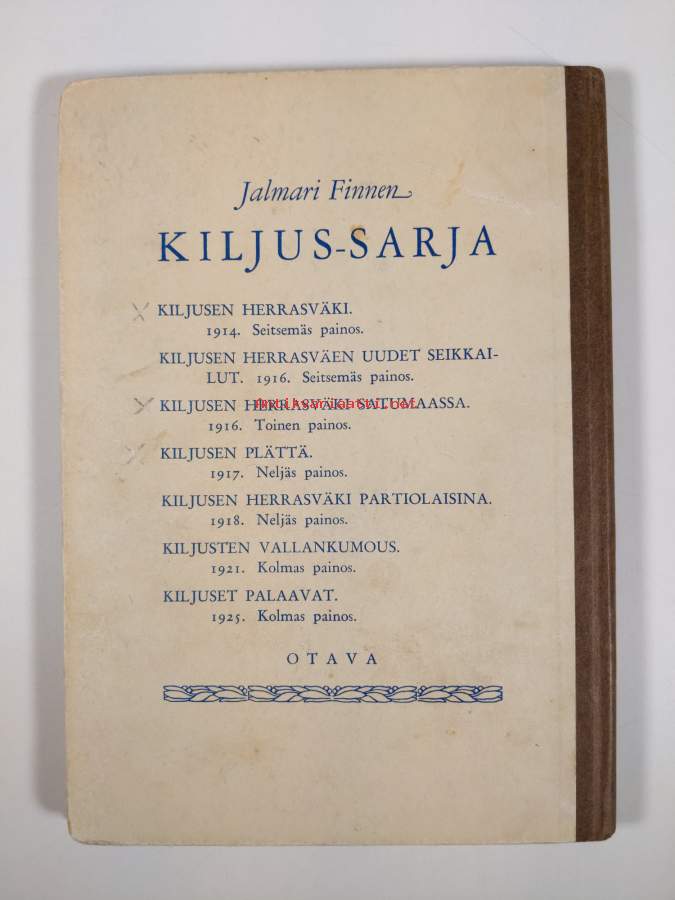 Jalmari Finnen
KILJUS-SARJA
KILJUSEN HERRASVÄKI.
1914. Seitsemäs painos.
KILJUSEN HERRASVÄEN UUDET SEIKKAI-
LUT. 1916. Seitsemäs painos.
KILJUSEN HERRASVÄKI SATUMAASSA.
1916. Toinen painos.
KILJUSEN PLÄTTÄ.
1917. Neljäs painos.
KILJUSEN HERRASVÄKI PARTIOLAISINA.
1918. Neljäs painos.
KILJUSTEN VALLANKUMOUS.
1921. Kolmas painos.
KILJUSET PALAAVAT.
1925. Kolmas painos.
OTAVA